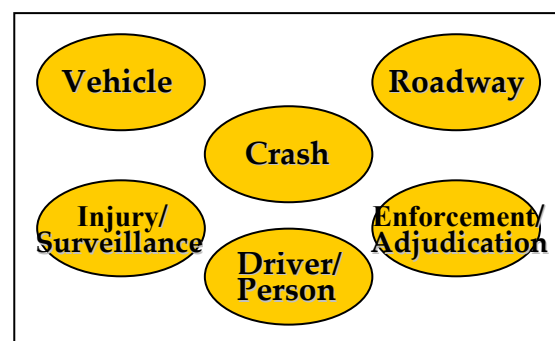 Vehicle
Roadway
Crash
Injury/
Surveillance
Enforcement/
Adjudication
Driver/
Person